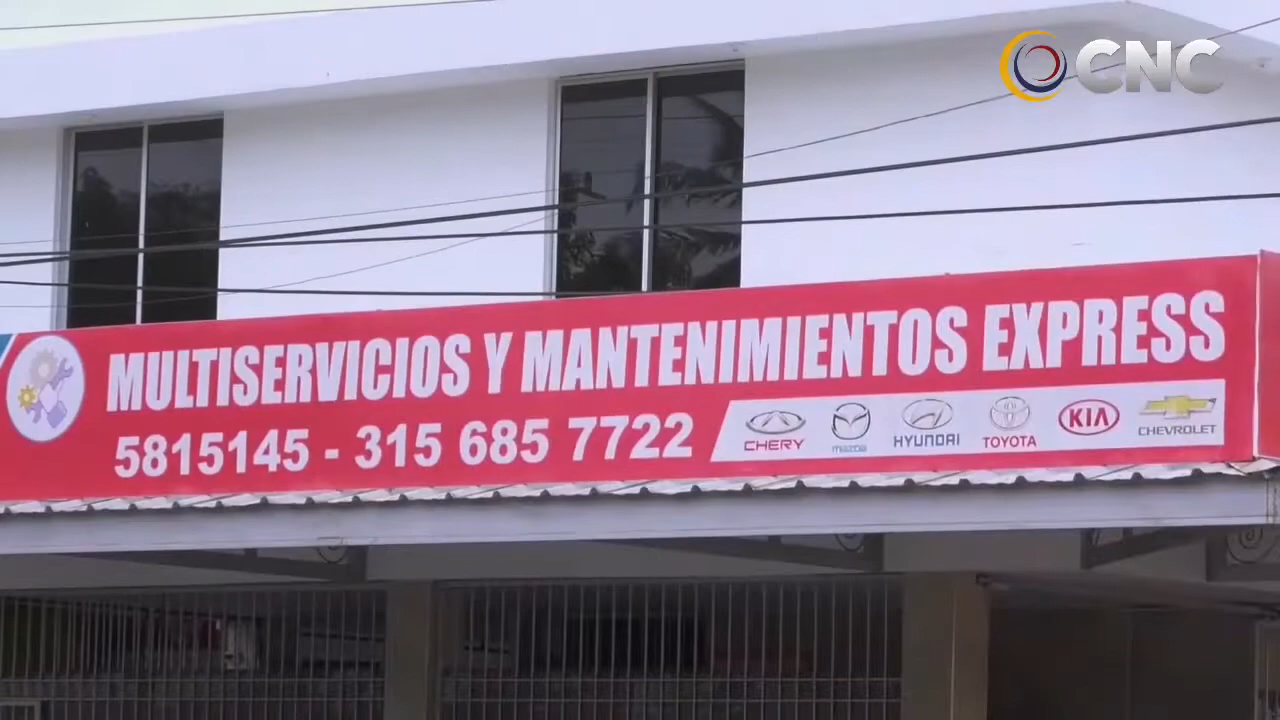 CNC
MULTISERVICIOS Y MANTENIMIENTOS EXPRESS
5815145 - 315 685 7722
CHERY mazda HYUNDAI TOYOTA KIA CHEVROLET